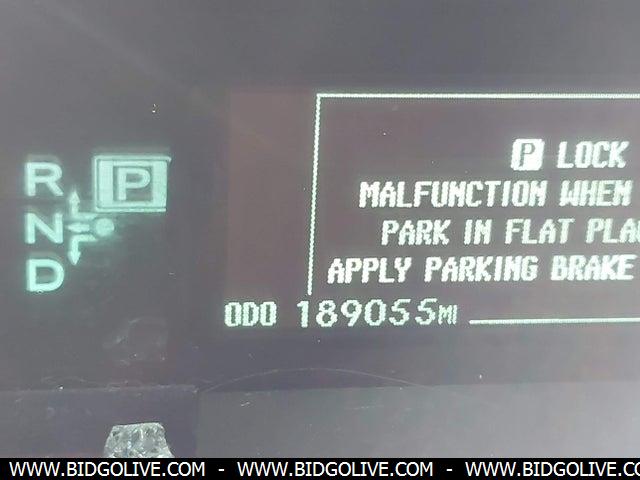 P LOCK
MALFUNCTION WHEN
PARK IN FLAT
APPLY PARKING BRAKE
R P
N
D
ODO 189055MI
WWW.BIDGOLIVE.COM - WWW.BIDGOLIVE.COM - WWW.BIDGOLIVE.COM